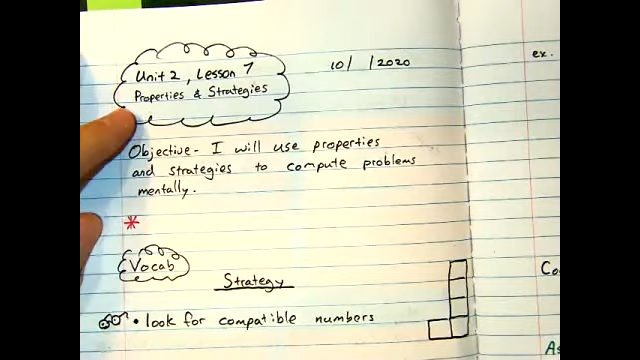 Unit 2, Lesson 7
Properties & Strategies
10/ /2020
ex.
Objective - I will use properties
and strategies to compute problems
mentally.
*
Vocab
Strategy
• look for compatible numbers